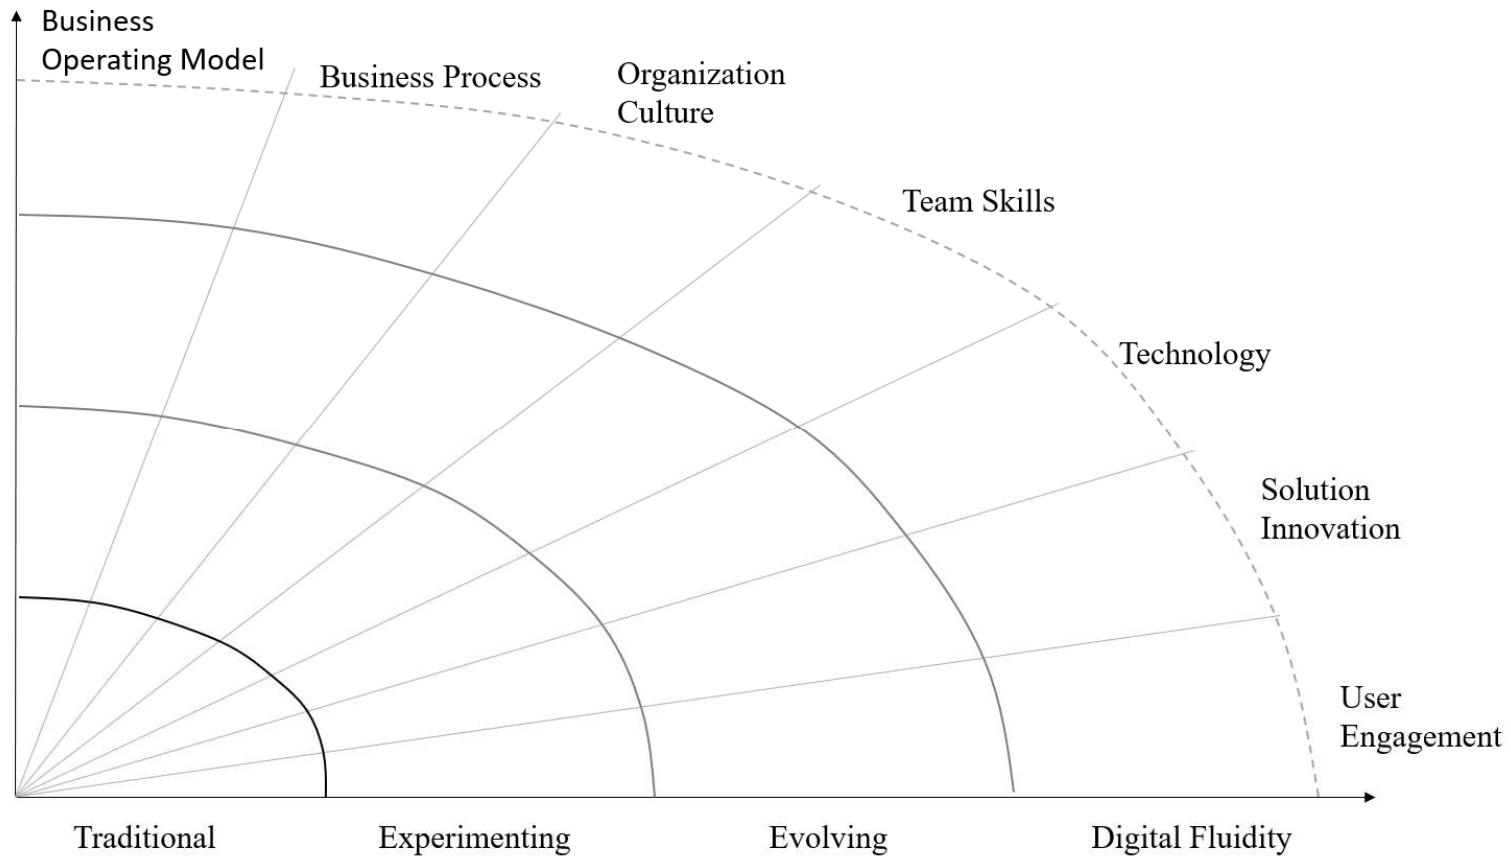 Business
Operating Model
Business Process
Organization
Culture
Team Skills
Technology
Solution
Innovation
User
Engagement
Traditional
Experimenting
Evolving
Digital Fluidity